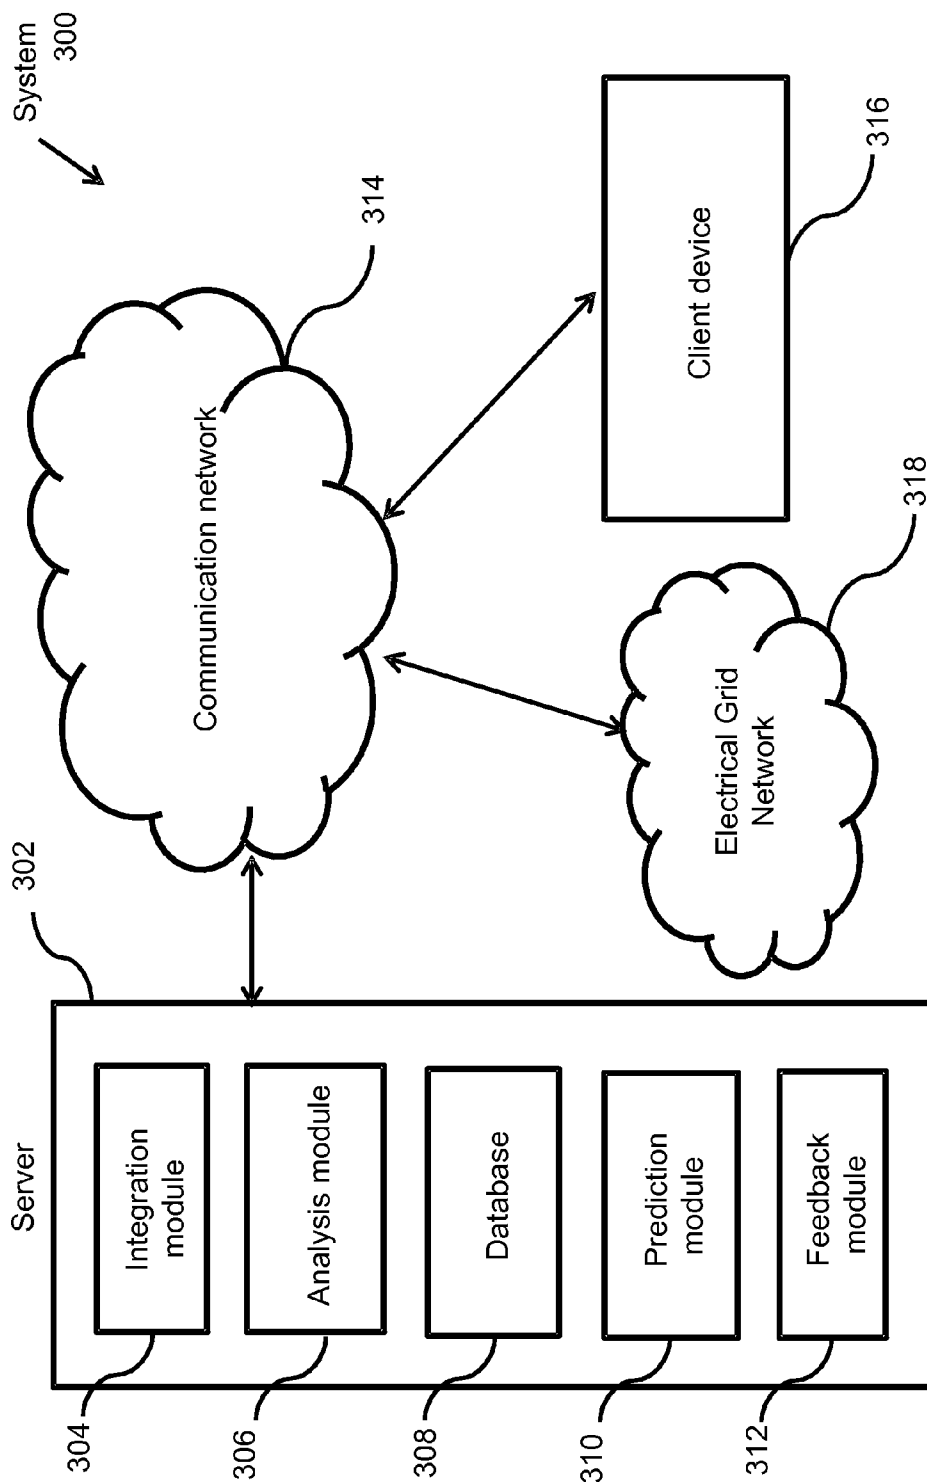 System
300
Server
302
Integration
module
304
Analysis module
306
Database
308
Prediction
module
310
Feedback
module
312
Communication network
314
Client device
316
Electrical Grid
Network
318